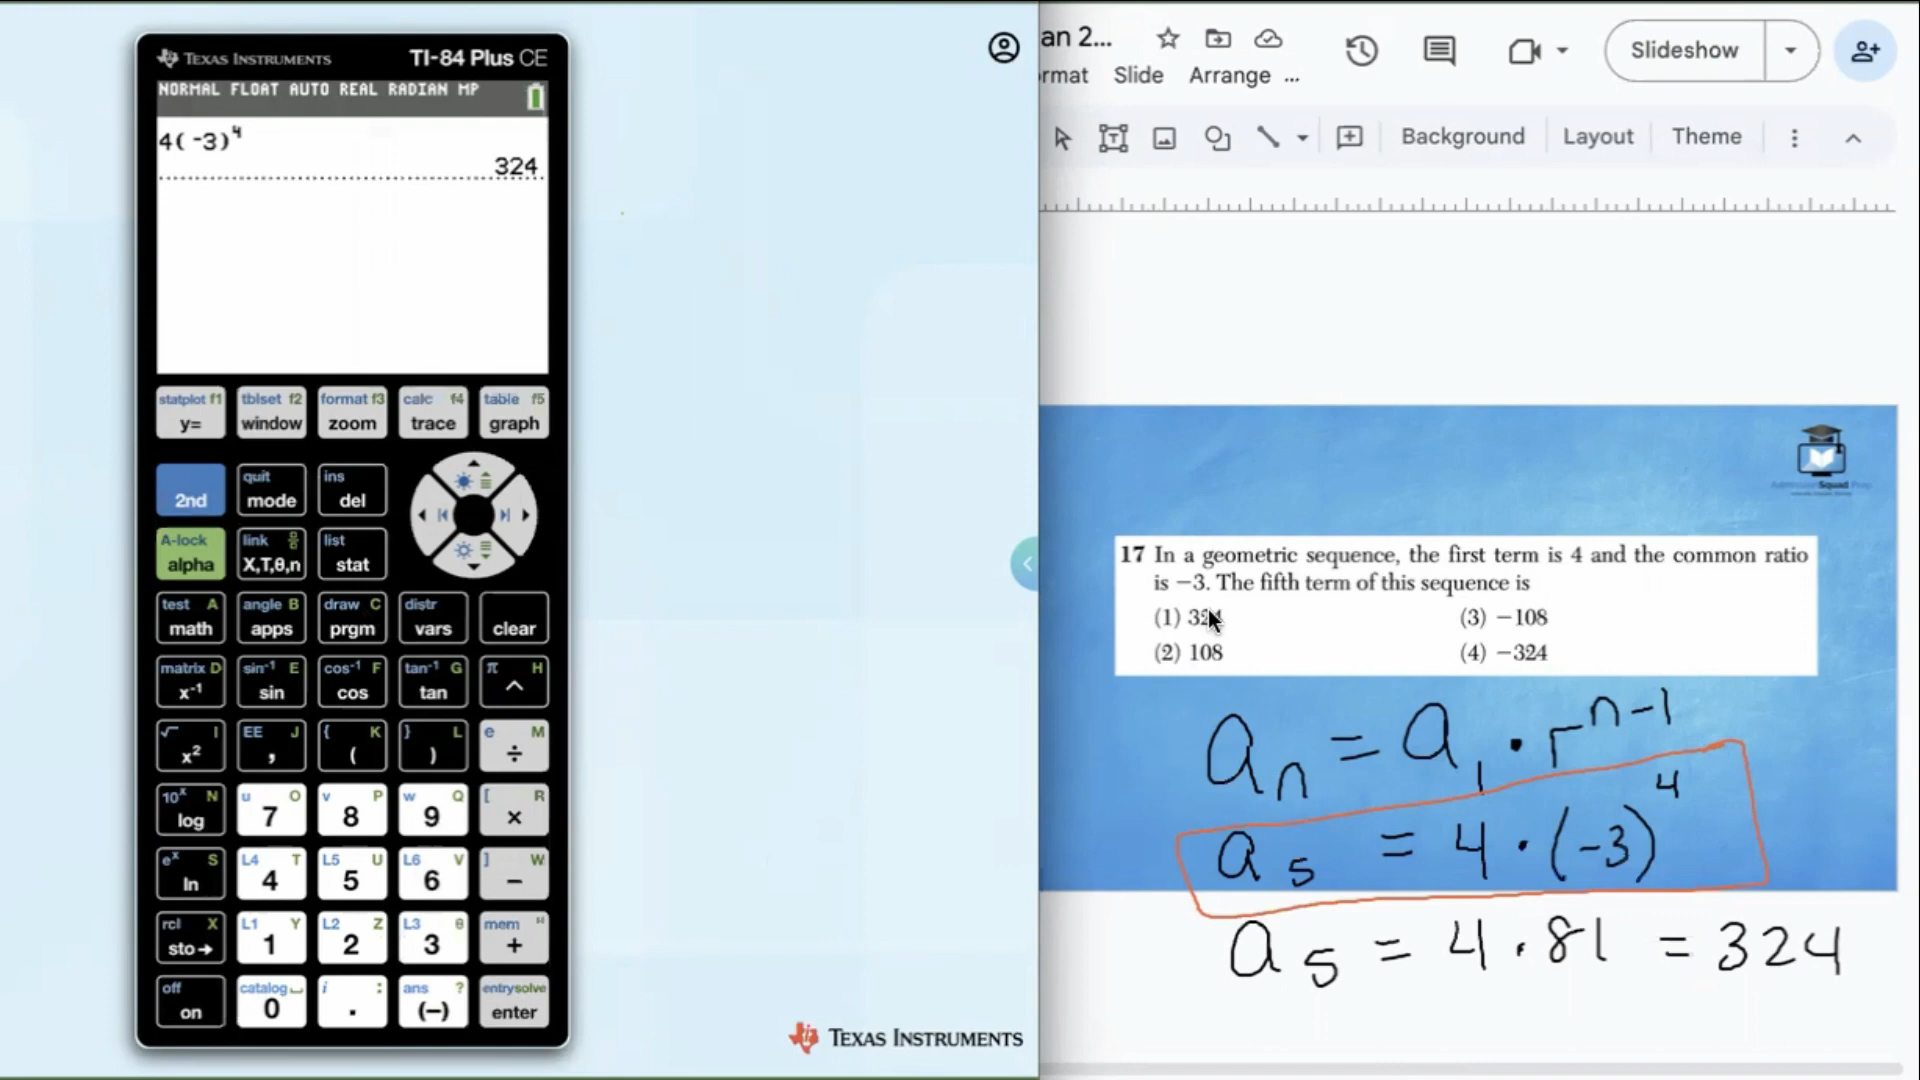 TEXAS INSTRUMENTS TI-84 Plus CE
NORMAL FLOAT AUTO REAL RADIAN MP
4(-3)⁴
324
statplot f1 tblset f2 format f3 calc f4 table f5
y= window zoom trace graph
quit ins
2nd mode del
A-lock link list
alpha X,T,θ,n stat
test A angle B draw C distr
math apps prgm vars clear
matrix D sin⁻¹ E cos⁻¹ F tan⁻¹ G π H
x⁻¹ sin cos tan ^
√ I EE J { K } L e M
x² , ( ) ÷
10ˣ N u O v P w Q [ R
log 7 8 9 ×
eˣ S L4 T L5 U L6 V ] W
ln 4 5 6 −
rcl X L1 Y L2 Z L3 θ mem "
sto→ 1 2 3 +
off catalog i : ans ? entry solve
on 0 . (−) enter
TEXAS INSTRUMENTS
an 2...
Slideshow
rmat Slide Arrange ...
Background Layout Theme
17 In a geometric sequence, the first term is 4 and the common ratio
is −3. The fifth term of this sequence is
(1) 324 (3) −108
(2) 108 (4) −324
aₙ = a₁ · rⁿ⁻¹
a₅ = 4 · (-3)⁴
a₅ = 4 · 81 = 324